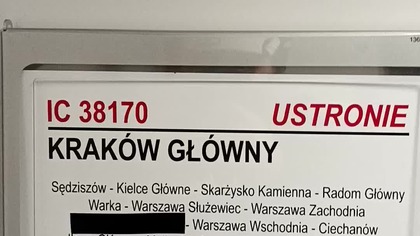 136
IC 38170 USTRONIE
KRAKÓW GŁÓWNY
Sędziszów - Kielce Główne - Skarżysko Kamienna - Radom Główny
Warka - Warszawa Służewiec - Warszawa Zachodnia
- Warszawa Wschodnia - Ciechanów